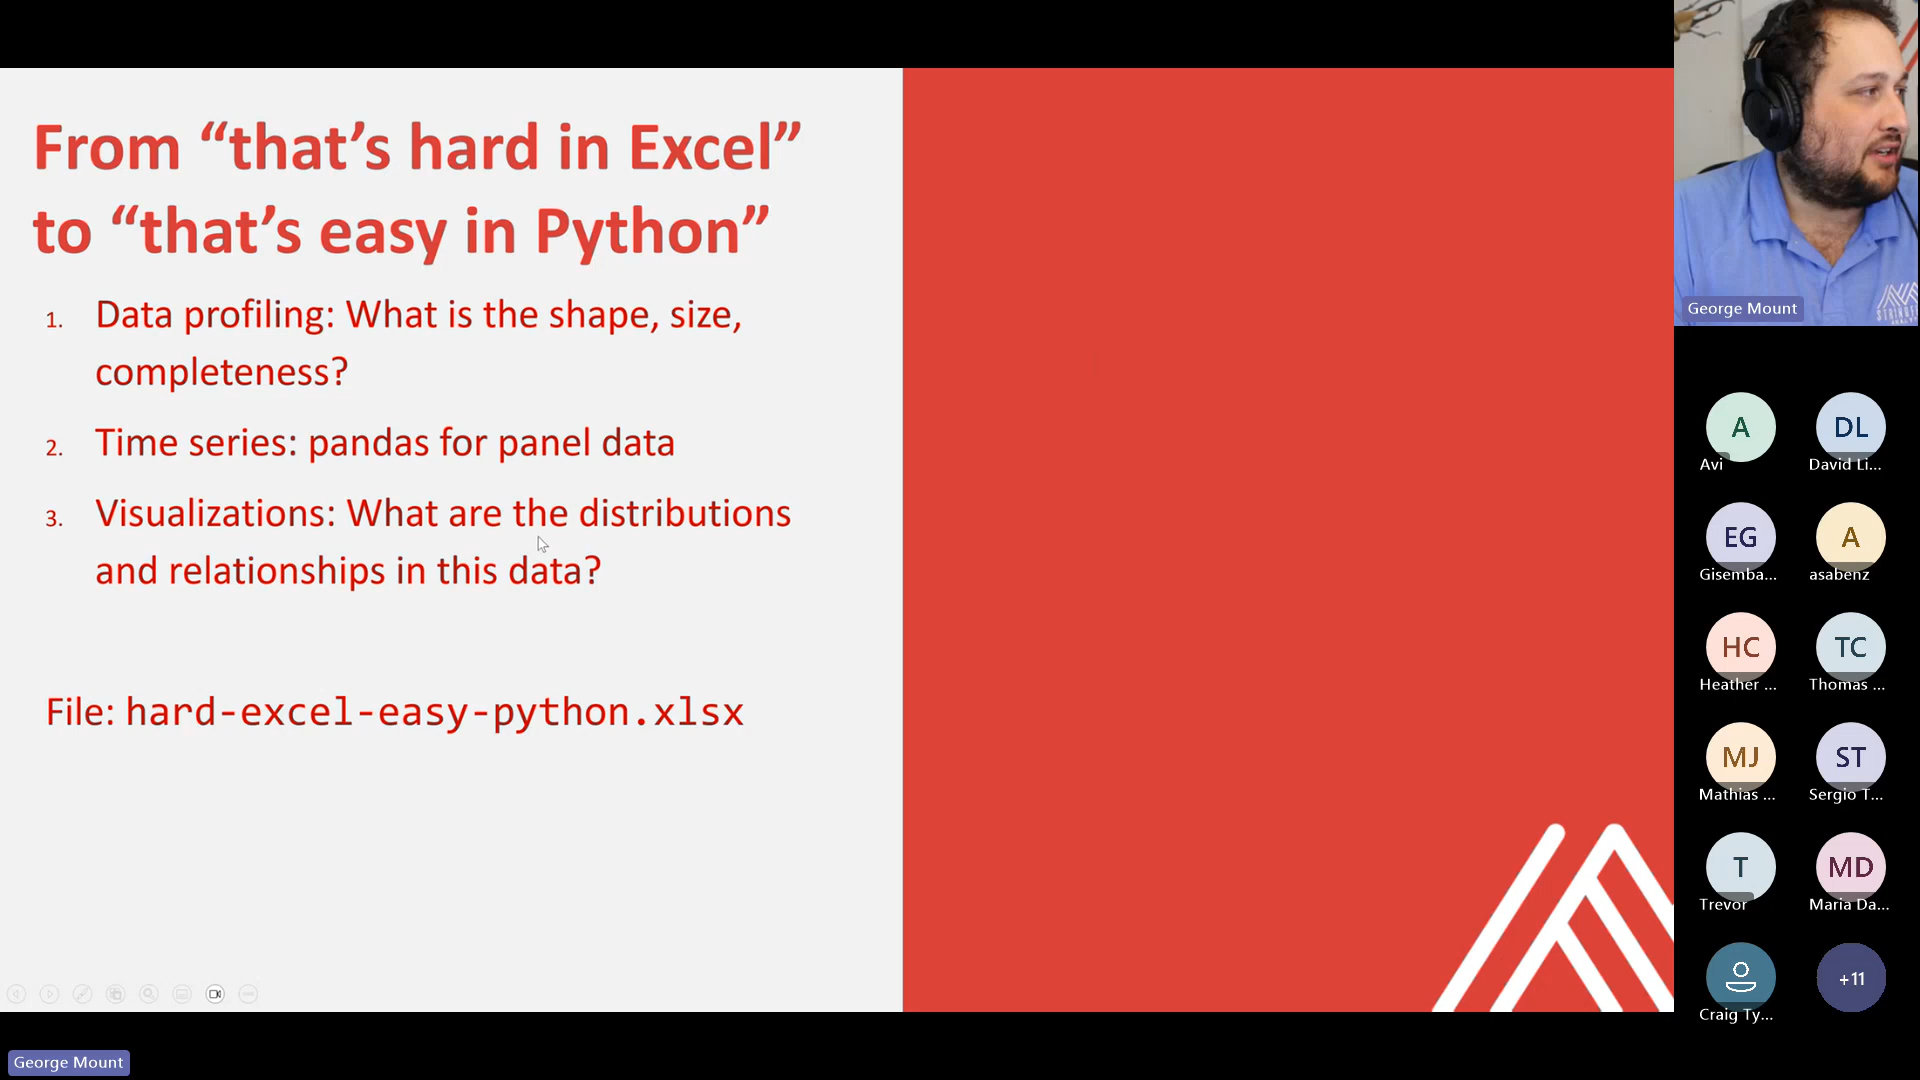 From “that’s hard in Excel”
to “that’s easy in Python”
1. Data profiling: What is the shape, size,
completeness?
2. Time series: pandas for panel data
3. Visualizations: What are the distributions
and relationships in this data?
File: hard-excel-easy-python.xlsx
George Mount
George Mount
A
Avi
DL
David Li...
EG
Gisemba...
A
asabenz
HC
Heather ...
TC
Thomas ...
MJ
Mathias ...
ST
Sergio T...
T
Trevor
MD
Maria Da...
Craig Ty...
+11